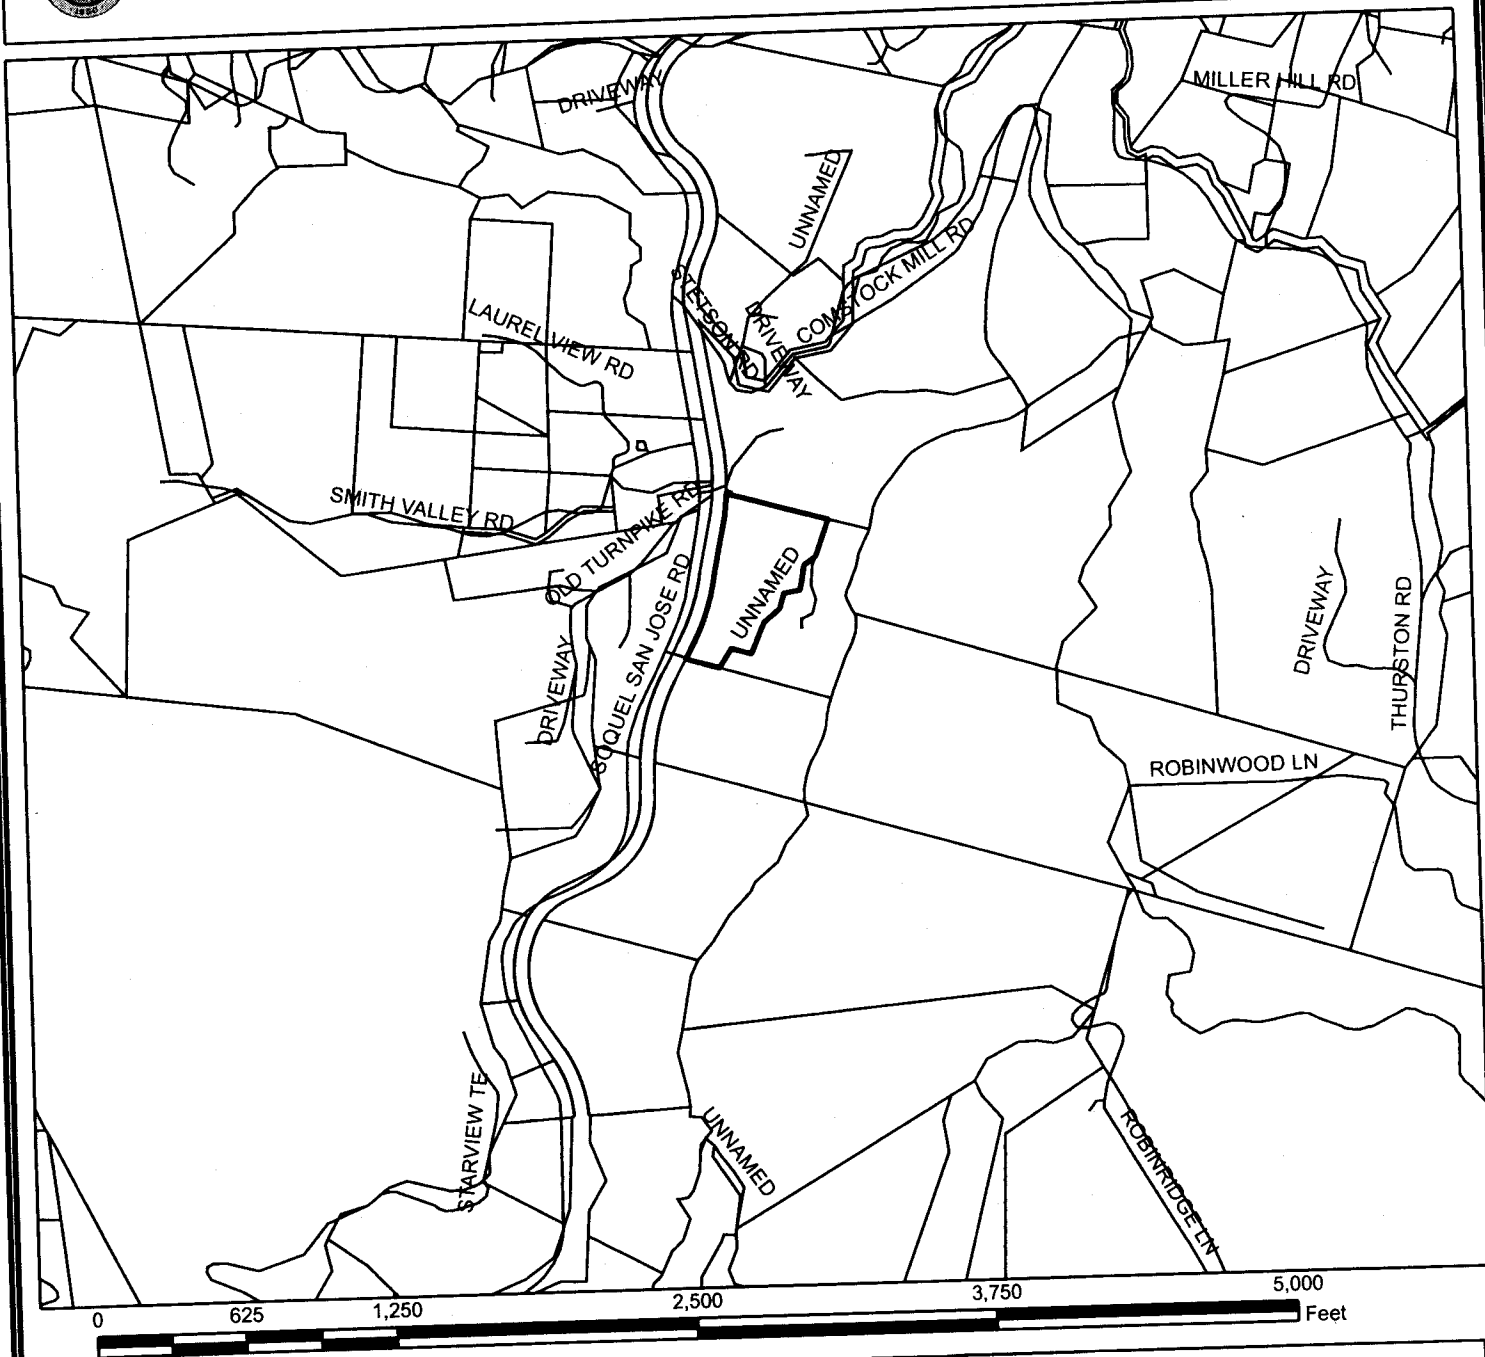 1850
DRIVEWAY
MILLER HILL RD
UNNAMED
COMSTOCK MILL RD
STETSON RD
DRIVEWAY
LAUREL VIEW RD
SMITH VALLEY RD
OLD TURNPIKE RD
UNNAMED
SOQUEL SAN JOSE RD
DRIVEWAY
DRIVEWAY
THURSTON RD
ROBINWOOD LN
STARVIEW TE
UNNAMED
ROBINRIDGE LN
0 625 1,250 2,500 3,750 5,000
Feet